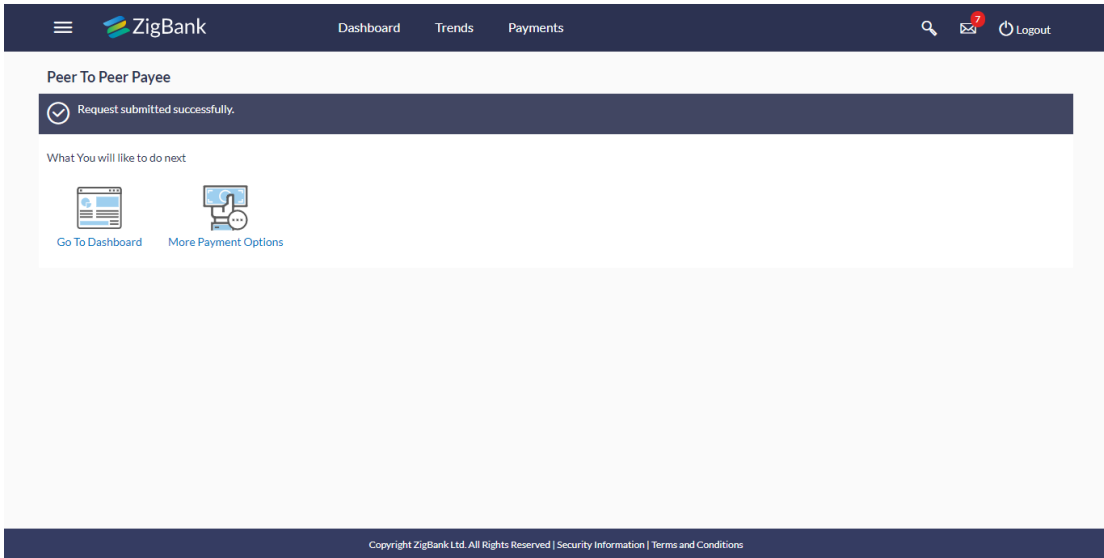 ZigBank Dashboard Trends Payments 7 Logout
Peer To Peer Payee
Request submitted successfully.
What You will like to do next
Go To Dashboard More Payment Options
Copyright ZigBank Ltd. All Rights Reserved | Security Information | Terms and Conditions